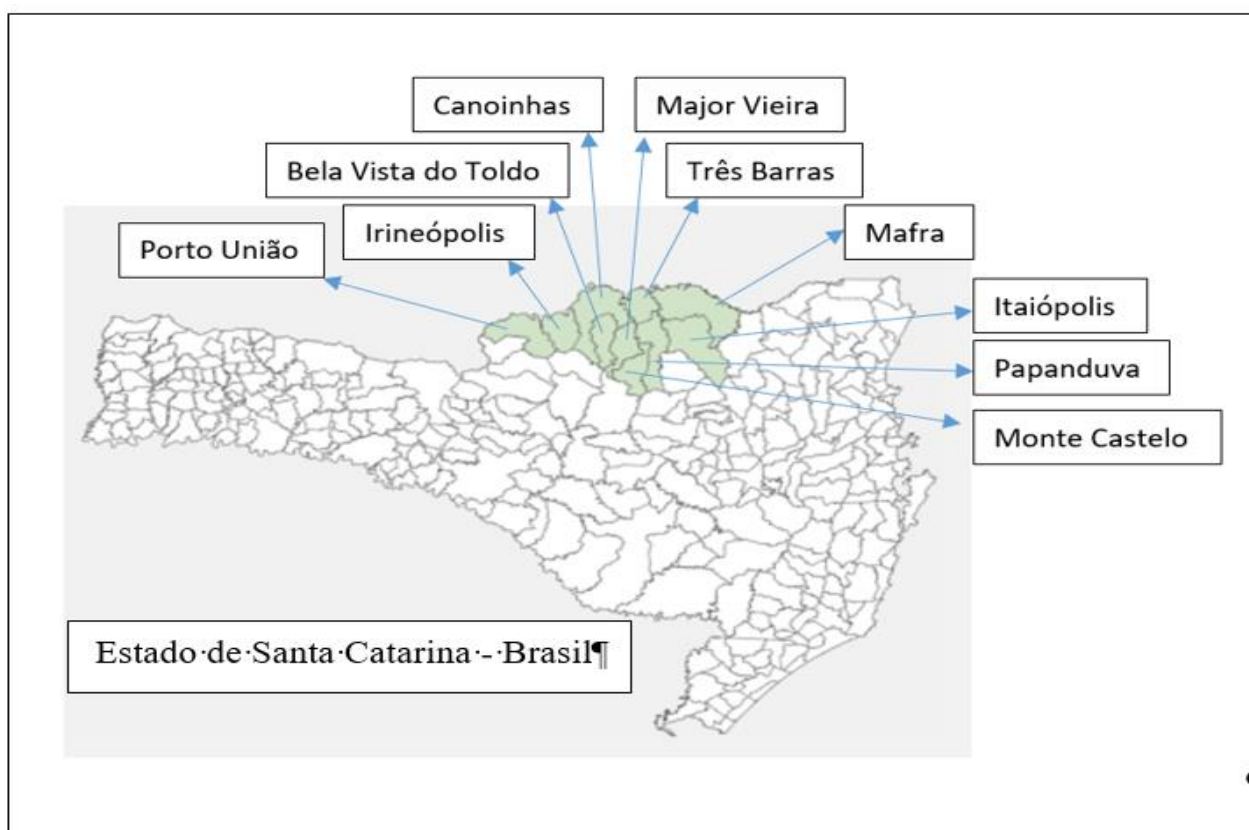 Canoinhas
Major Vieira
Bela Vista do Toldo
Três Barras
Irineópolis
Mafra
Porto União
Itaiópolis
Papanduva
Monte Castelo
Estado·de·Santa·Catarina·-·Brasil¶